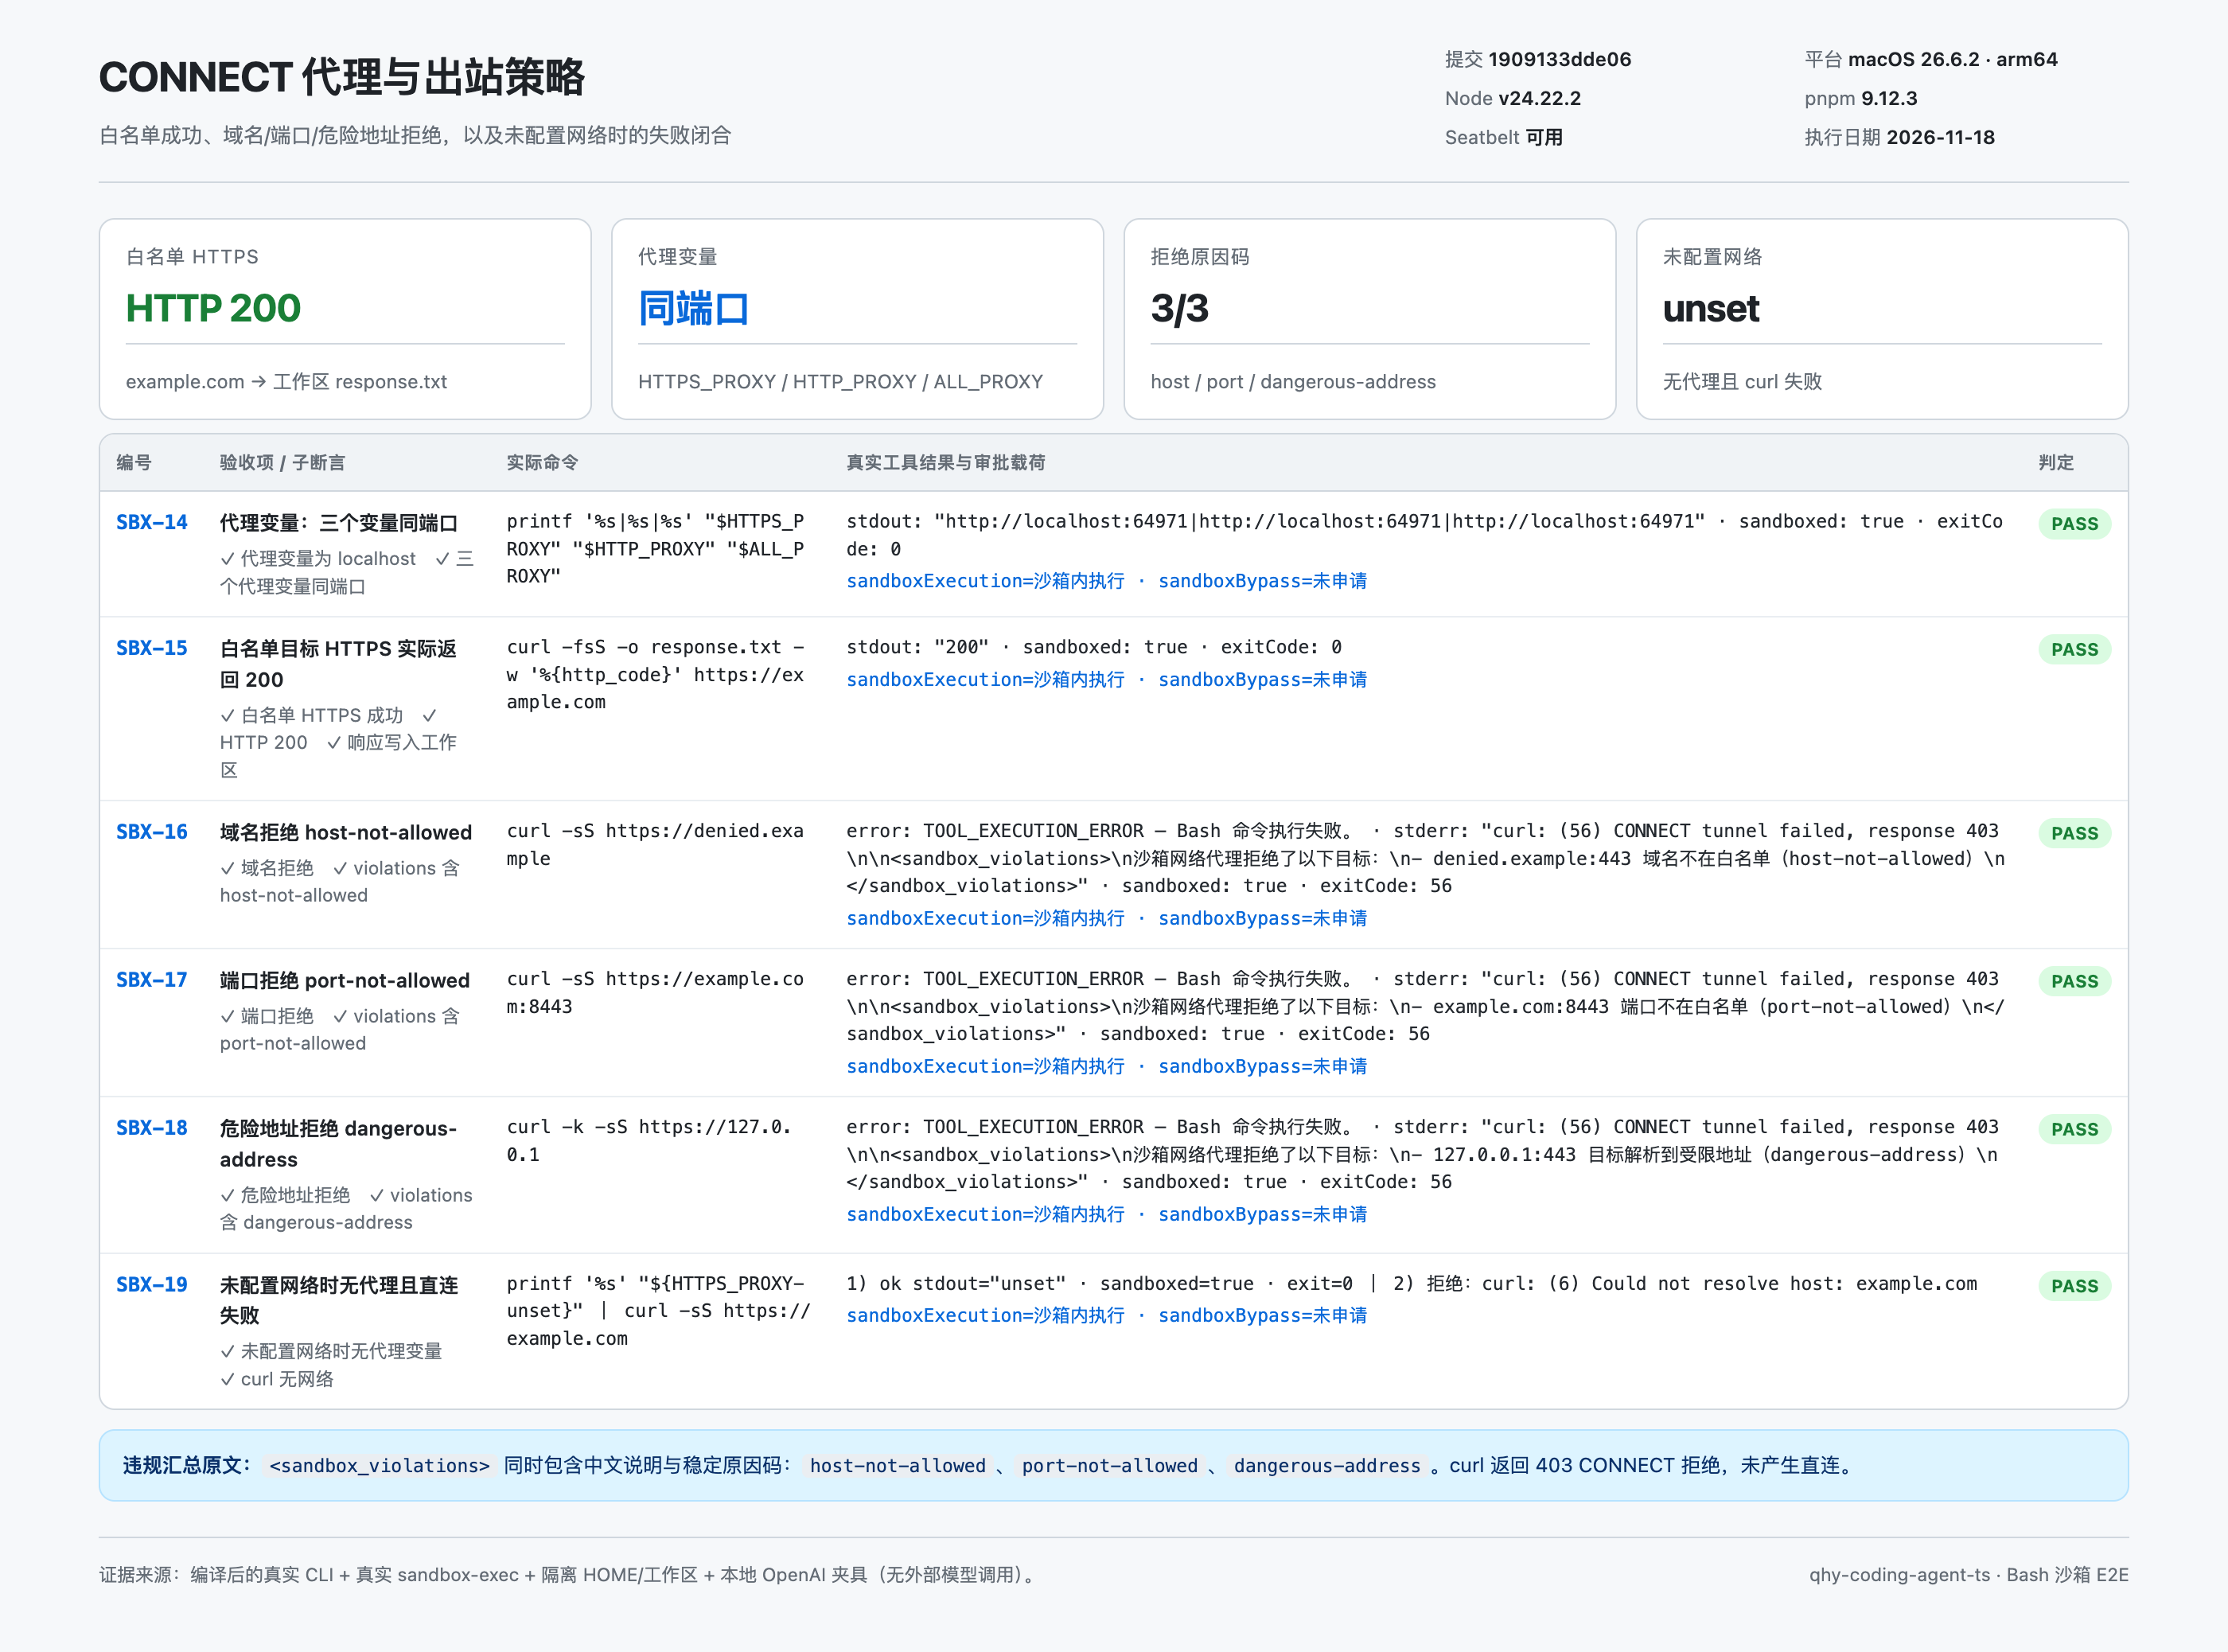 CONNECT 代理与出站策略
白名单成功、域名/端口/危险地址拒绝，以及未配置网络时的失败闭合
提交 1909133dde06
平台 macOS 26.6.2 · arm64
Node v24.22.2
pnpm 9.12.3
Seatbelt 可用
执行日期 2026-11-18
白名单 HTTPS
HTTP 200
example.com → 工作区 response.txt
代理变量
同端口
HTTPS_PROXY / HTTP_PROXY / ALL_PROXY
拒绝原因码
3/3
host / port / dangerous-address
未配置网络
unset
无代理且 curl 失败
编号 验收项 / 子断言 实际命令 真实工具结果与审批载荷 判定
SBX-14
代理变量：三个变量同端口
✓ 代理变量为 localhost ✓ 三
个代理变量同端口
printf '%s|%s|%s' "$HTTPS_P
ROXY" "$HTTP_PROXY" "$ALL_P
ROXY"
stdout: "http://localhost:64971|http://localhost:64971|http://localhost:64971" · sandboxed: true · exitCo
de: 0
sandboxExecution=沙箱内执行 · sandboxBypass=未申请
PASS
SBX-15
白名单目标 HTTPS 实际返
回 200
✓ 白名单 HTTPS 成功 ✓
HTTP 200 ✓ 响应写入工作
区
curl -fsS -o response.txt -
w '%{http_code}' https://ex
ample.com
stdout: "200" · sandboxed: true · exitCode: 0
sandboxExecution=沙箱内执行 · sandboxBypass=未申请
PASS
SBX-16
域名拒绝 host-not-allowed
✓ 域名拒绝 ✓ violations 含
host-not-allowed
curl -sS https://denied.exa
mple
error: TOOL_EXECUTION_ERROR — Bash 命令执行失败。 · stderr: "curl: (56) CONNECT tunnel failed, response 403
\n\n<sandbox_violations>\n沙箱网络代理拒绝了以下目标：\n- denied.example:443 域名不在白名单（host-not-allowed）\n
</sandbox_violations>" · sandboxed: true · exitCode: 56
sandboxExecution=沙箱内执行 · sandboxBypass=未申请
PASS
SBX-17
端口拒绝 port-not-allowed
✓ 端口拒绝 ✓ violations 含
port-not-allowed
curl -sS https://example.co
m:8443
error: TOOL_EXECUTION_ERROR — Bash 命令执行失败。 · stderr: "curl: (56) CONNECT tunnel failed, response 403
\n\n<sandbox_violations>\n沙箱网络代理拒绝了以下目标：\n- example.com:8443 端口不在白名单（port-not-allowed）\n</
sandbox_violations>" · sandboxed: true · exitCode: 56
sandboxExecution=沙箱内执行 · sandboxBypass=未申请
PASS
SBX-18
危险地址拒绝 dangerous-
address
✓ 危险地址拒绝 ✓ violations
含 dangerous-address
curl -k -sS https://127.0.
0.1
error: TOOL_EXECUTION_ERROR — Bash 命令执行失败。 · stderr: "curl: (56) CONNECT tunnel failed, response 403
\n\n<sandbox_violations>\n沙箱网络代理拒绝了以下目标：\n- 127.0.0.1:443 目标解析到受限地址（dangerous-address）\n
</sandbox_violations>" · sandboxed: true · exitCode: 56
sandboxExecution=沙箱内执行 · sandboxBypass=未申请
PASS
SBX-19
未配置网络时无代理且直连
失败
✓ 未配置网络时无代理变量
✓ curl 无网络
printf '%s' "${HTTPS_PROXY-
unset}" | curl -sS https://
example.com
1) ok stdout="unset" · sandboxed=true · exit=0 | 2) 拒绝：curl: (6) Could not resolve host: example.com
sandboxExecution=沙箱内执行 · sandboxBypass=未申请
PASS
违规汇总原文：<sandbox_violations> 同时包含中文说明与稳定原因码：host-not-allowed、port-not-allowed、dangerous-address。curl 返回 403 CONNECT 拒绝，未产生直连。
证据来源：编译后的真实 CLI + 真实 sandbox-exec + 隔离 HOME/工作区 + 本地 OpenAI 夹具（无外部模型调用）。
qhy-coding-agent-ts · Bash 沙箱 E2E